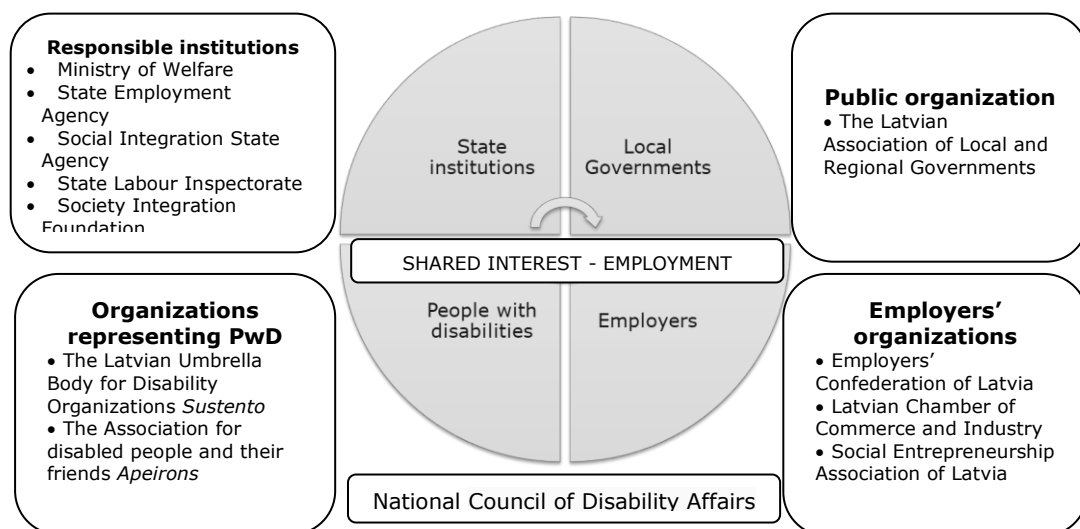 Responsible institutions
• Ministry of Welfare
• State Employment
Agency
• Social Integration State
Agency
• State Labour Inspectorate
• Society Integration
Foundation
State
institutions
Local
Governments
Public organization
• The Latvian
Association of Local and
Regional Governments
SHARED INTEREST - EMPLOYMENT
Organizations
representing PwD
• The Latvian Umbrella
Body for Disability
Organizations Sustento
• The Association for
disabled people and their
friends Apeirons
People with
disabilities
Employers
Employers’
organizations
• Employers’
Confederation of Latvia
• Latvian Chamber of
Commerce and Industry
• Social Entrepreneurship
Association of Latvia
National Council of Disability Affairs